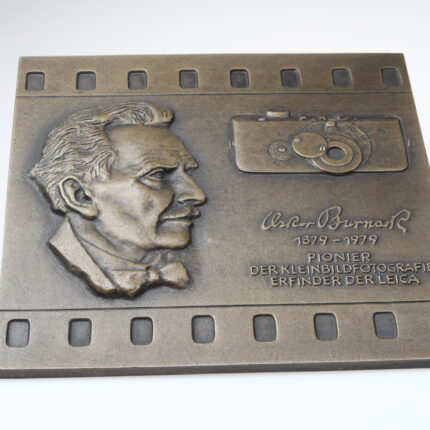 Oskar Barnack
1879 – 1979
PIONIER
DER KLEINBILDFOTOGRAFIE
ERFINDER DER LEICA